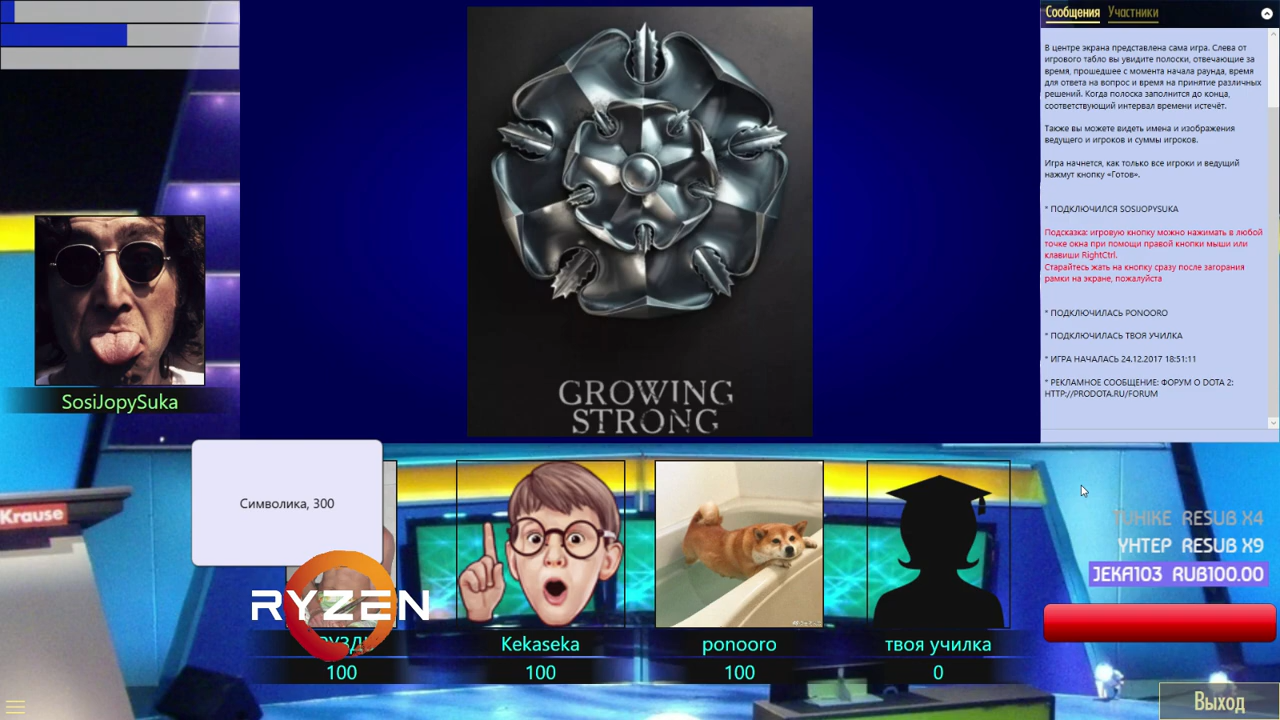 Сообщения Участники
В центре экрана представлена сама игра. Слева от
игрового табло вы увидите полоски, отвечающие за
время, прошедшее с момента начала раунда, время
для ответа на вопрос и время на принятие различных
решений. Когда полоска заполнится до конца,
соответствующий интервал времени истечёт.
Также вы можете видеть имена и изображения
ведущего и игроков и суммы игроков.
Игра начнется, как только все игроки и ведущий
нажмут кнопку «Готов».
* ПОДКЛЮЧИЛСЯ SOSIJOPYSUKA
Подсказка: игровую кнопку можно нажимать в любой
точке окна при помощи правой кнопки мыши или
клавиши RightCtrl.
Старайтесь жать на кнопку сразу после загорания
рамки на экране, пожалуйста
* ПОДКЛЮЧИЛАСЬ PONOORO
* ПОДКЛЮЧИЛАСЬ ТВОЯ УЧИЛКА
* ИГРА НАЧАЛАСЬ 24.12.2017 18:51:11
* РЕКЛАМНОЕ СООБЩЕНИЕ: ФОРУМ О DOTA 2:
HTTP://PRODOTA.RU/FORUM
GROWING
STRONG
SosiJopySuka
Символика, 300
Krause
RYZEN
Kekaseka
ponooro
твоя училка
100
100
100
0
RESUB X4
УНТЕР RESUB X9
JEKA103 RUB100.00
Выход